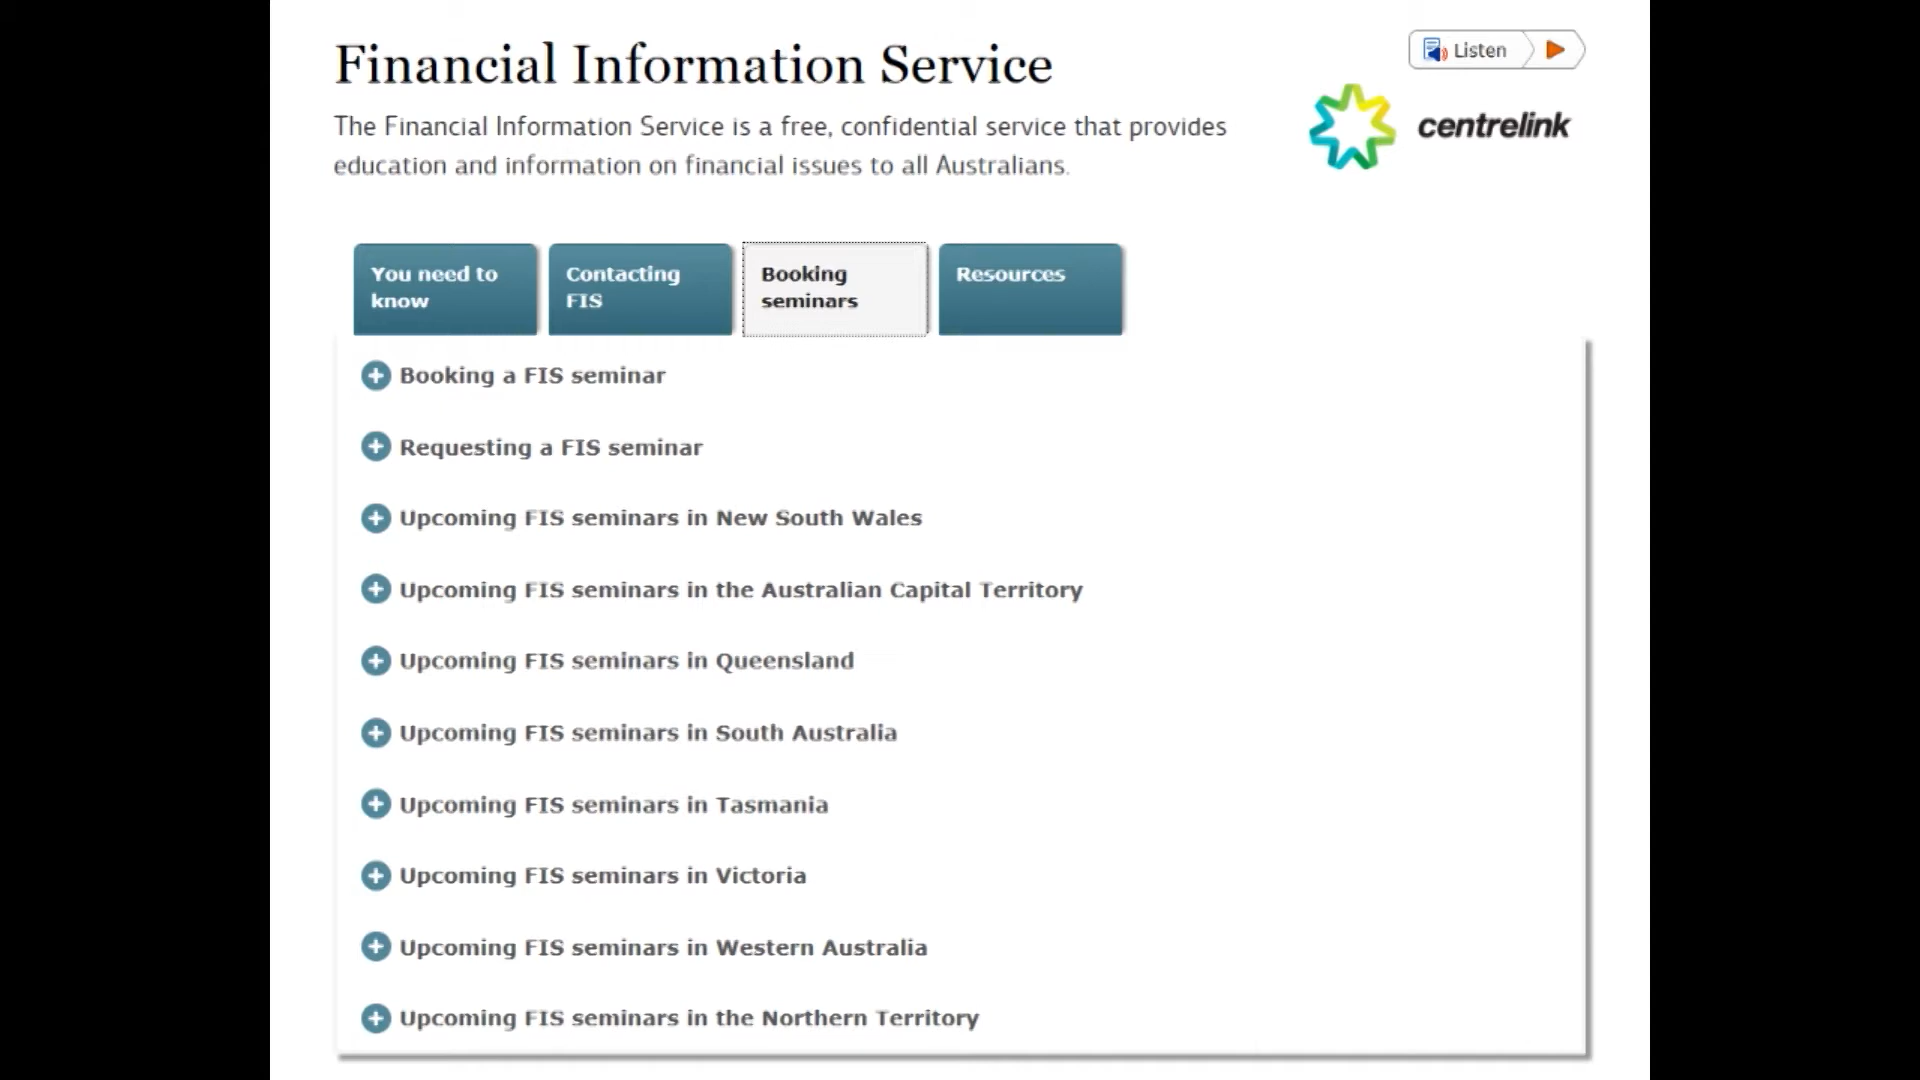 Financial Information Service
Listen
The Financial Information Service is a free, confidential service that provides
education and information on financial issues to all Australians.
centrelink
You need to
know
Contacting
FIS
Booking
seminars
Resources
Booking a FIS seminar
Requesting a FIS seminar
Upcoming FIS seminars in New South Wales
Upcoming FIS seminars in the Australian Capital Territory
Upcoming FIS seminars in Queensland
Upcoming FIS seminars in South Australia
Upcoming FIS seminars in Tasmania
Upcoming FIS seminars in Victoria
Upcoming FIS seminars in Western Australia
Upcoming FIS seminars in the Northern Territory